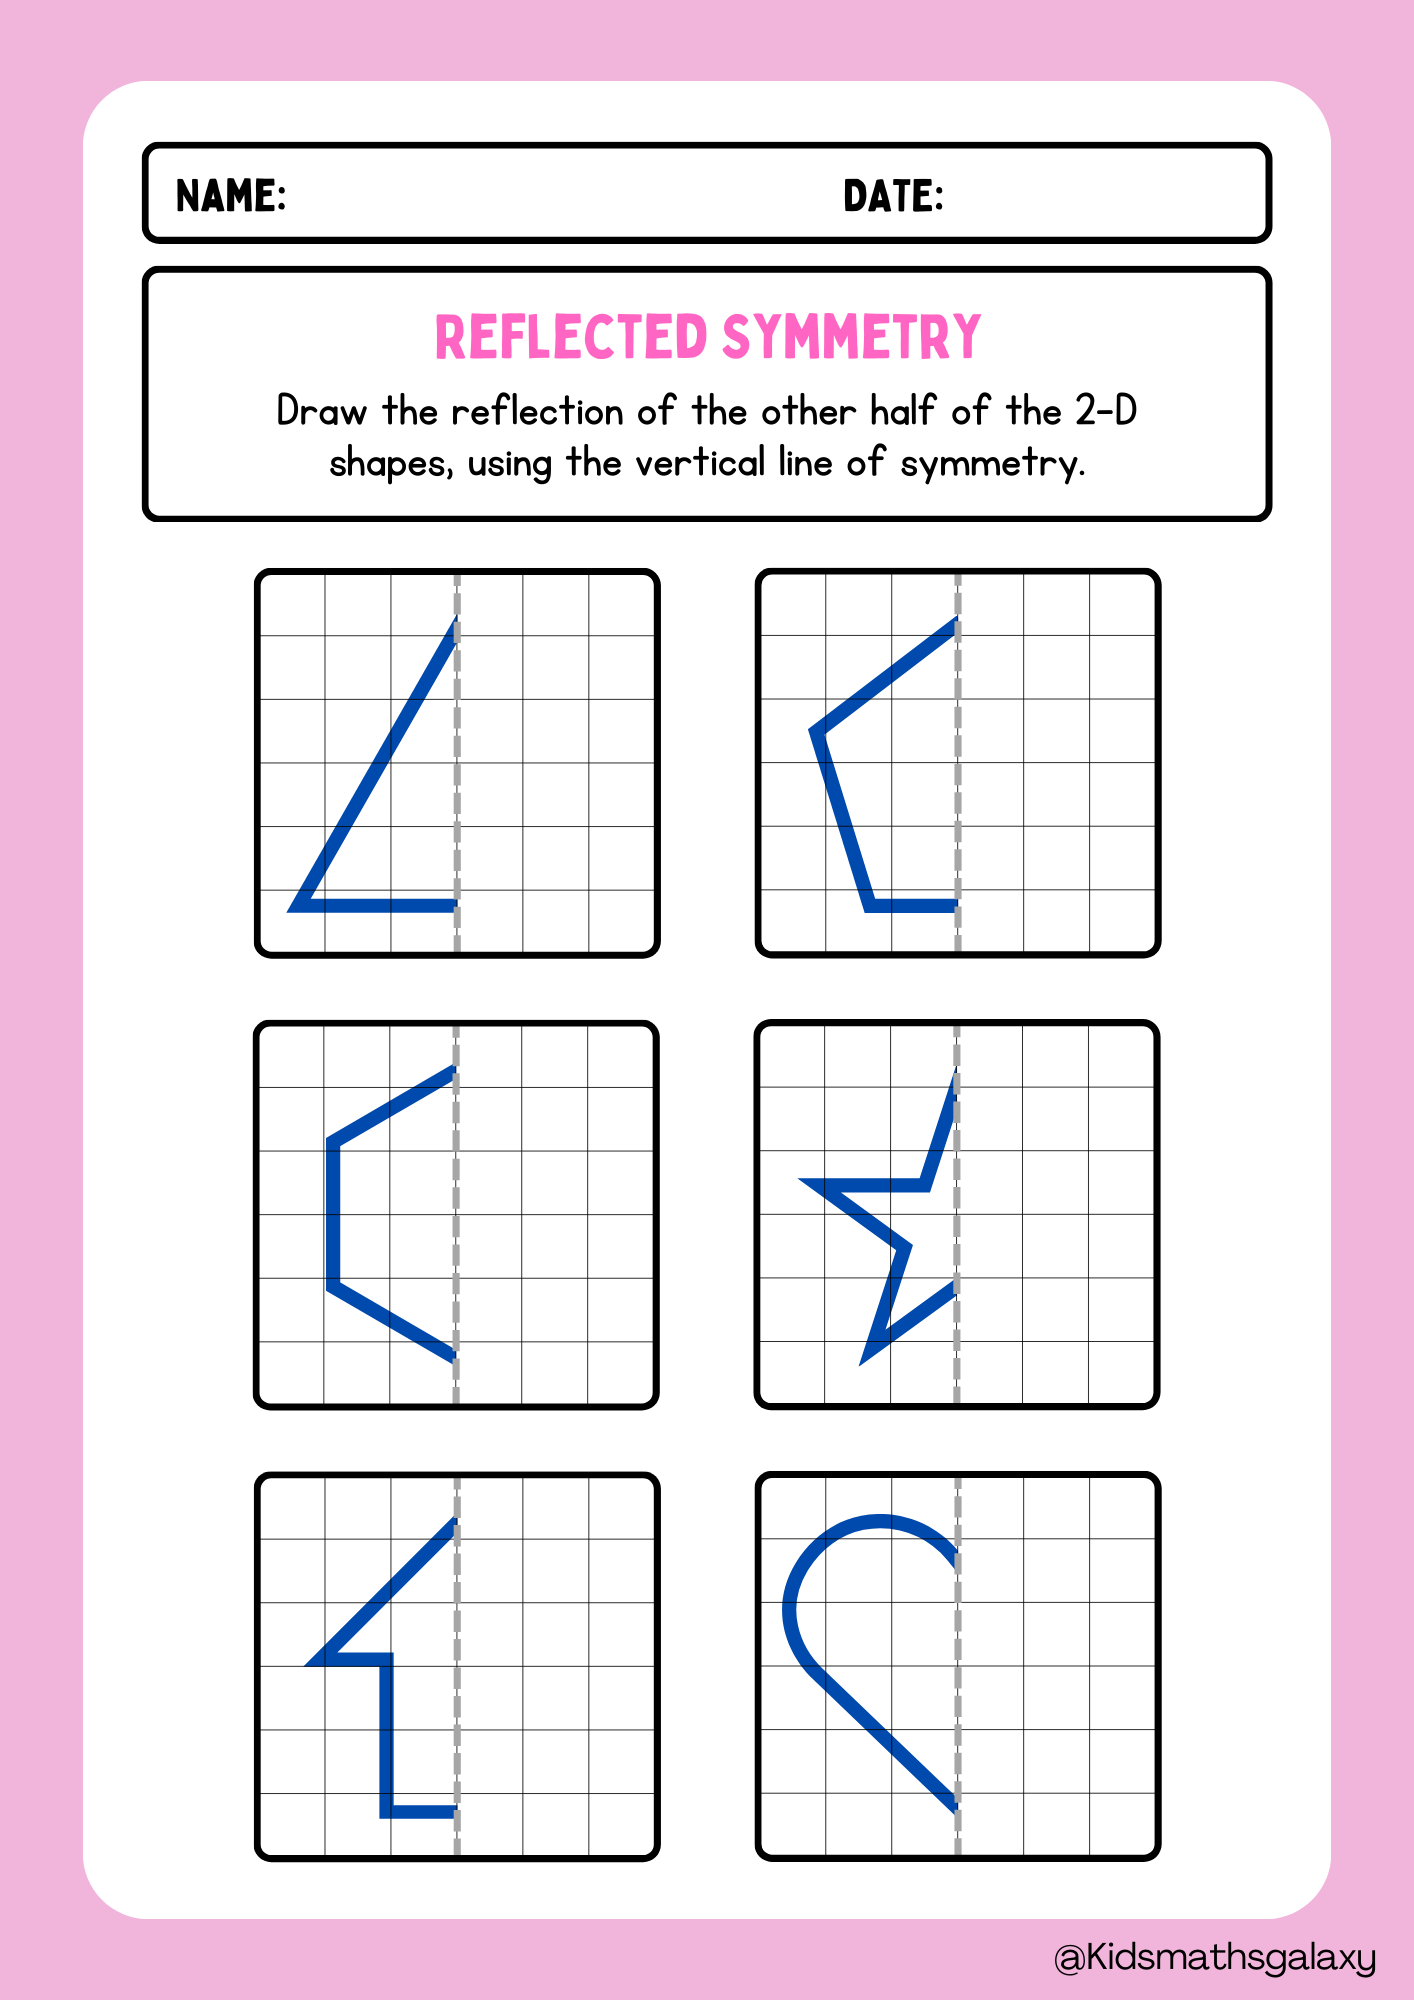 NAME:
DATE:
REFLECTED SYMMETRY
Draw the reflection of the other half of the 2-D
shapes, using the vertical line of symmetry.
@Kidsmathsgalaxy